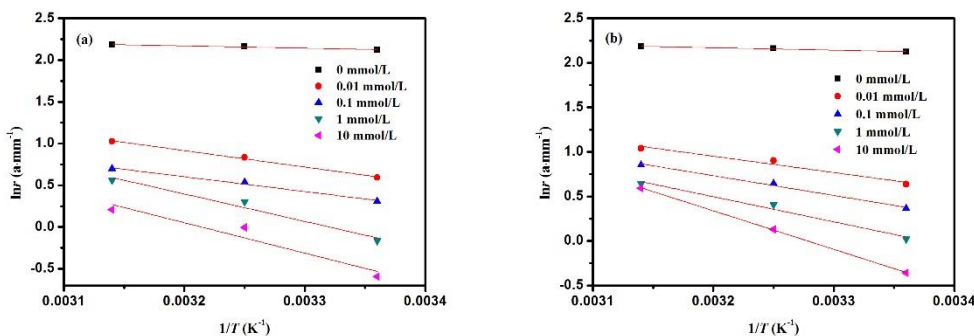 (a)
2.5
2.0
1.5
1.0
0.5
0.0
-0.5
lnr (a·mm⁻¹)
0 mmol/L
0.01 mmol/L
0.1 mmol/L
1 mmol/L
10 mmol/L
0.0031
0.0032
0.0033
0.0034
1/T (K⁻¹)
(b)
2.5
2.0
1.5
1.0
0.5
0.0
-0.5
lnr (a·mm⁻¹)
0 mmol/L
0.01 mmol/L
0.1 mmol/L
1 mmol/L
10 mmol/L
0.0031
0.0032
0.0033
0.0034
1/T (K⁻¹)